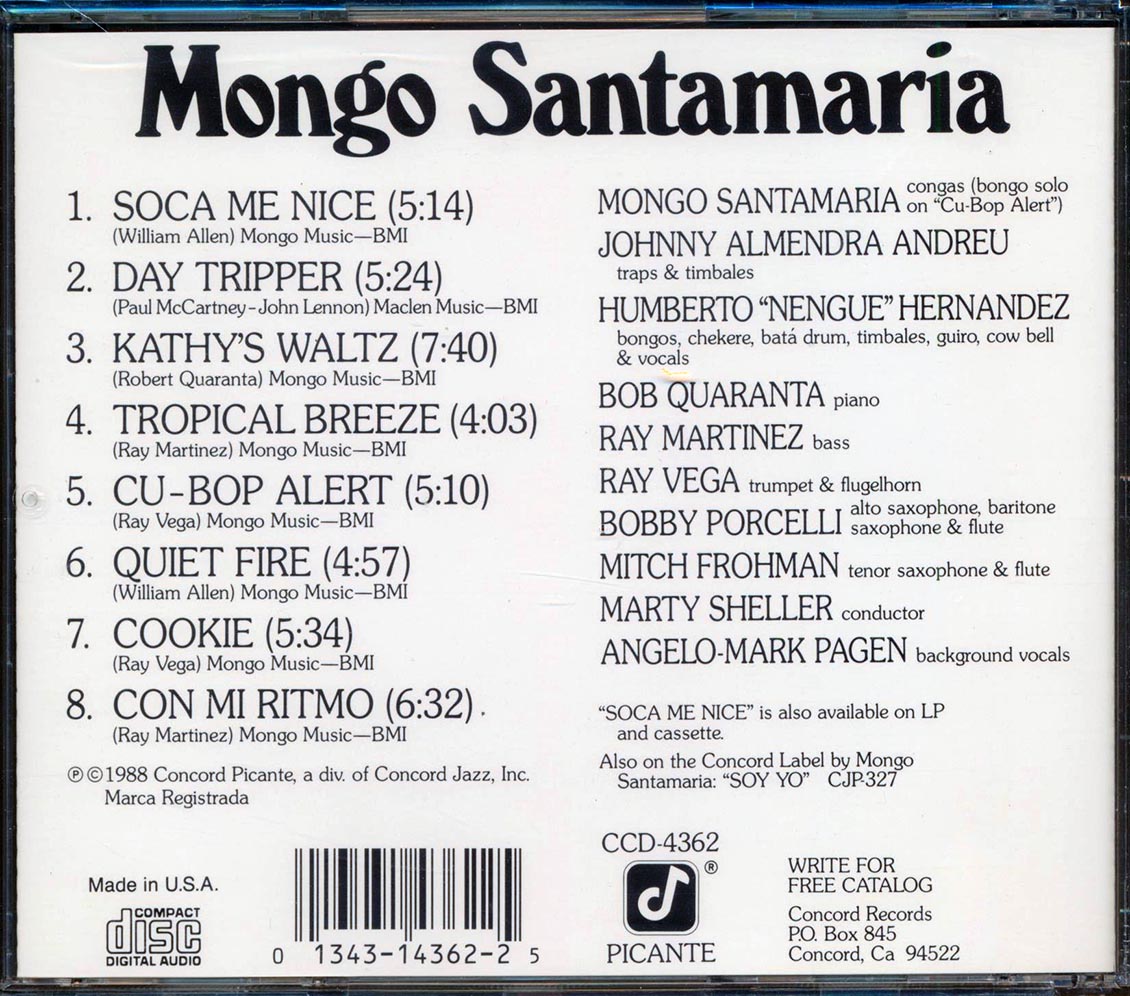 Mongo Santamaria
1. SOCA ME NICE (5:14)
(William Allen) Mongo Music—BMI
2. DAY TRIPPER (5:24)
(Paul McCartney-John Lennon) Maclen Music—BMI
3. KATHY'S WALTZ (7:40)
(Robert Quaranta) Mongo Music—BMI
4. TROPICAL BREEZE (4:03)
(Ray Martinez) Mongo Music—BMI
5. CU-BOP ALERT (5:10)
(Ray Vega) Mongo Music—BMI
6. QUIET FIRE (4:57)
(William Allen) Mongo Music—BMI
7. COOKIE (5:34)
(Ray Vega) Mongo Music—BMI
8. CON MI RITMO (6:32)
(Ray Martinez) Mongo Music—BMI
℗©1988 Concord Picante, a div. of Concord Jazz, Inc.
Marca Registrada
Made in U.S.A.
COMPACT
disc
DIGITAL AUDIO
0 1343-14362-2 5
MONGO SANTAMARIA congas (bongo solo
on "Cu-Bop Alert")
JOHNNY ALMENDRA ANDREU
traps & timbales
HUMBERTO "NENGUE" HERNANDEZ
bongos, chekere, batá drum, timbales, guiro, cow bell
& vocals
BOB QUARANTA piano
RAY MARTINEZ bass
RAY VEGA trumpet & flugelhorn
BOBBY PORCELLI alto saxophone, baritone
saxophone & flute
MITCH FROHMAN tenor saxophone & flute
MARTY SHELLER conductor
ANGELO-MARK PAGEN background vocals
"SOCA ME NICE" is also available on LP
and cassette.
Also on the Concord Label by Mongo
Santamaria: "SOY YO" CJP-327
CCD-4362
®
PICANTE
WRITE FOR
FREE CATALOG
Concord Records
P.O. Box 845
Concord, Ca 94522